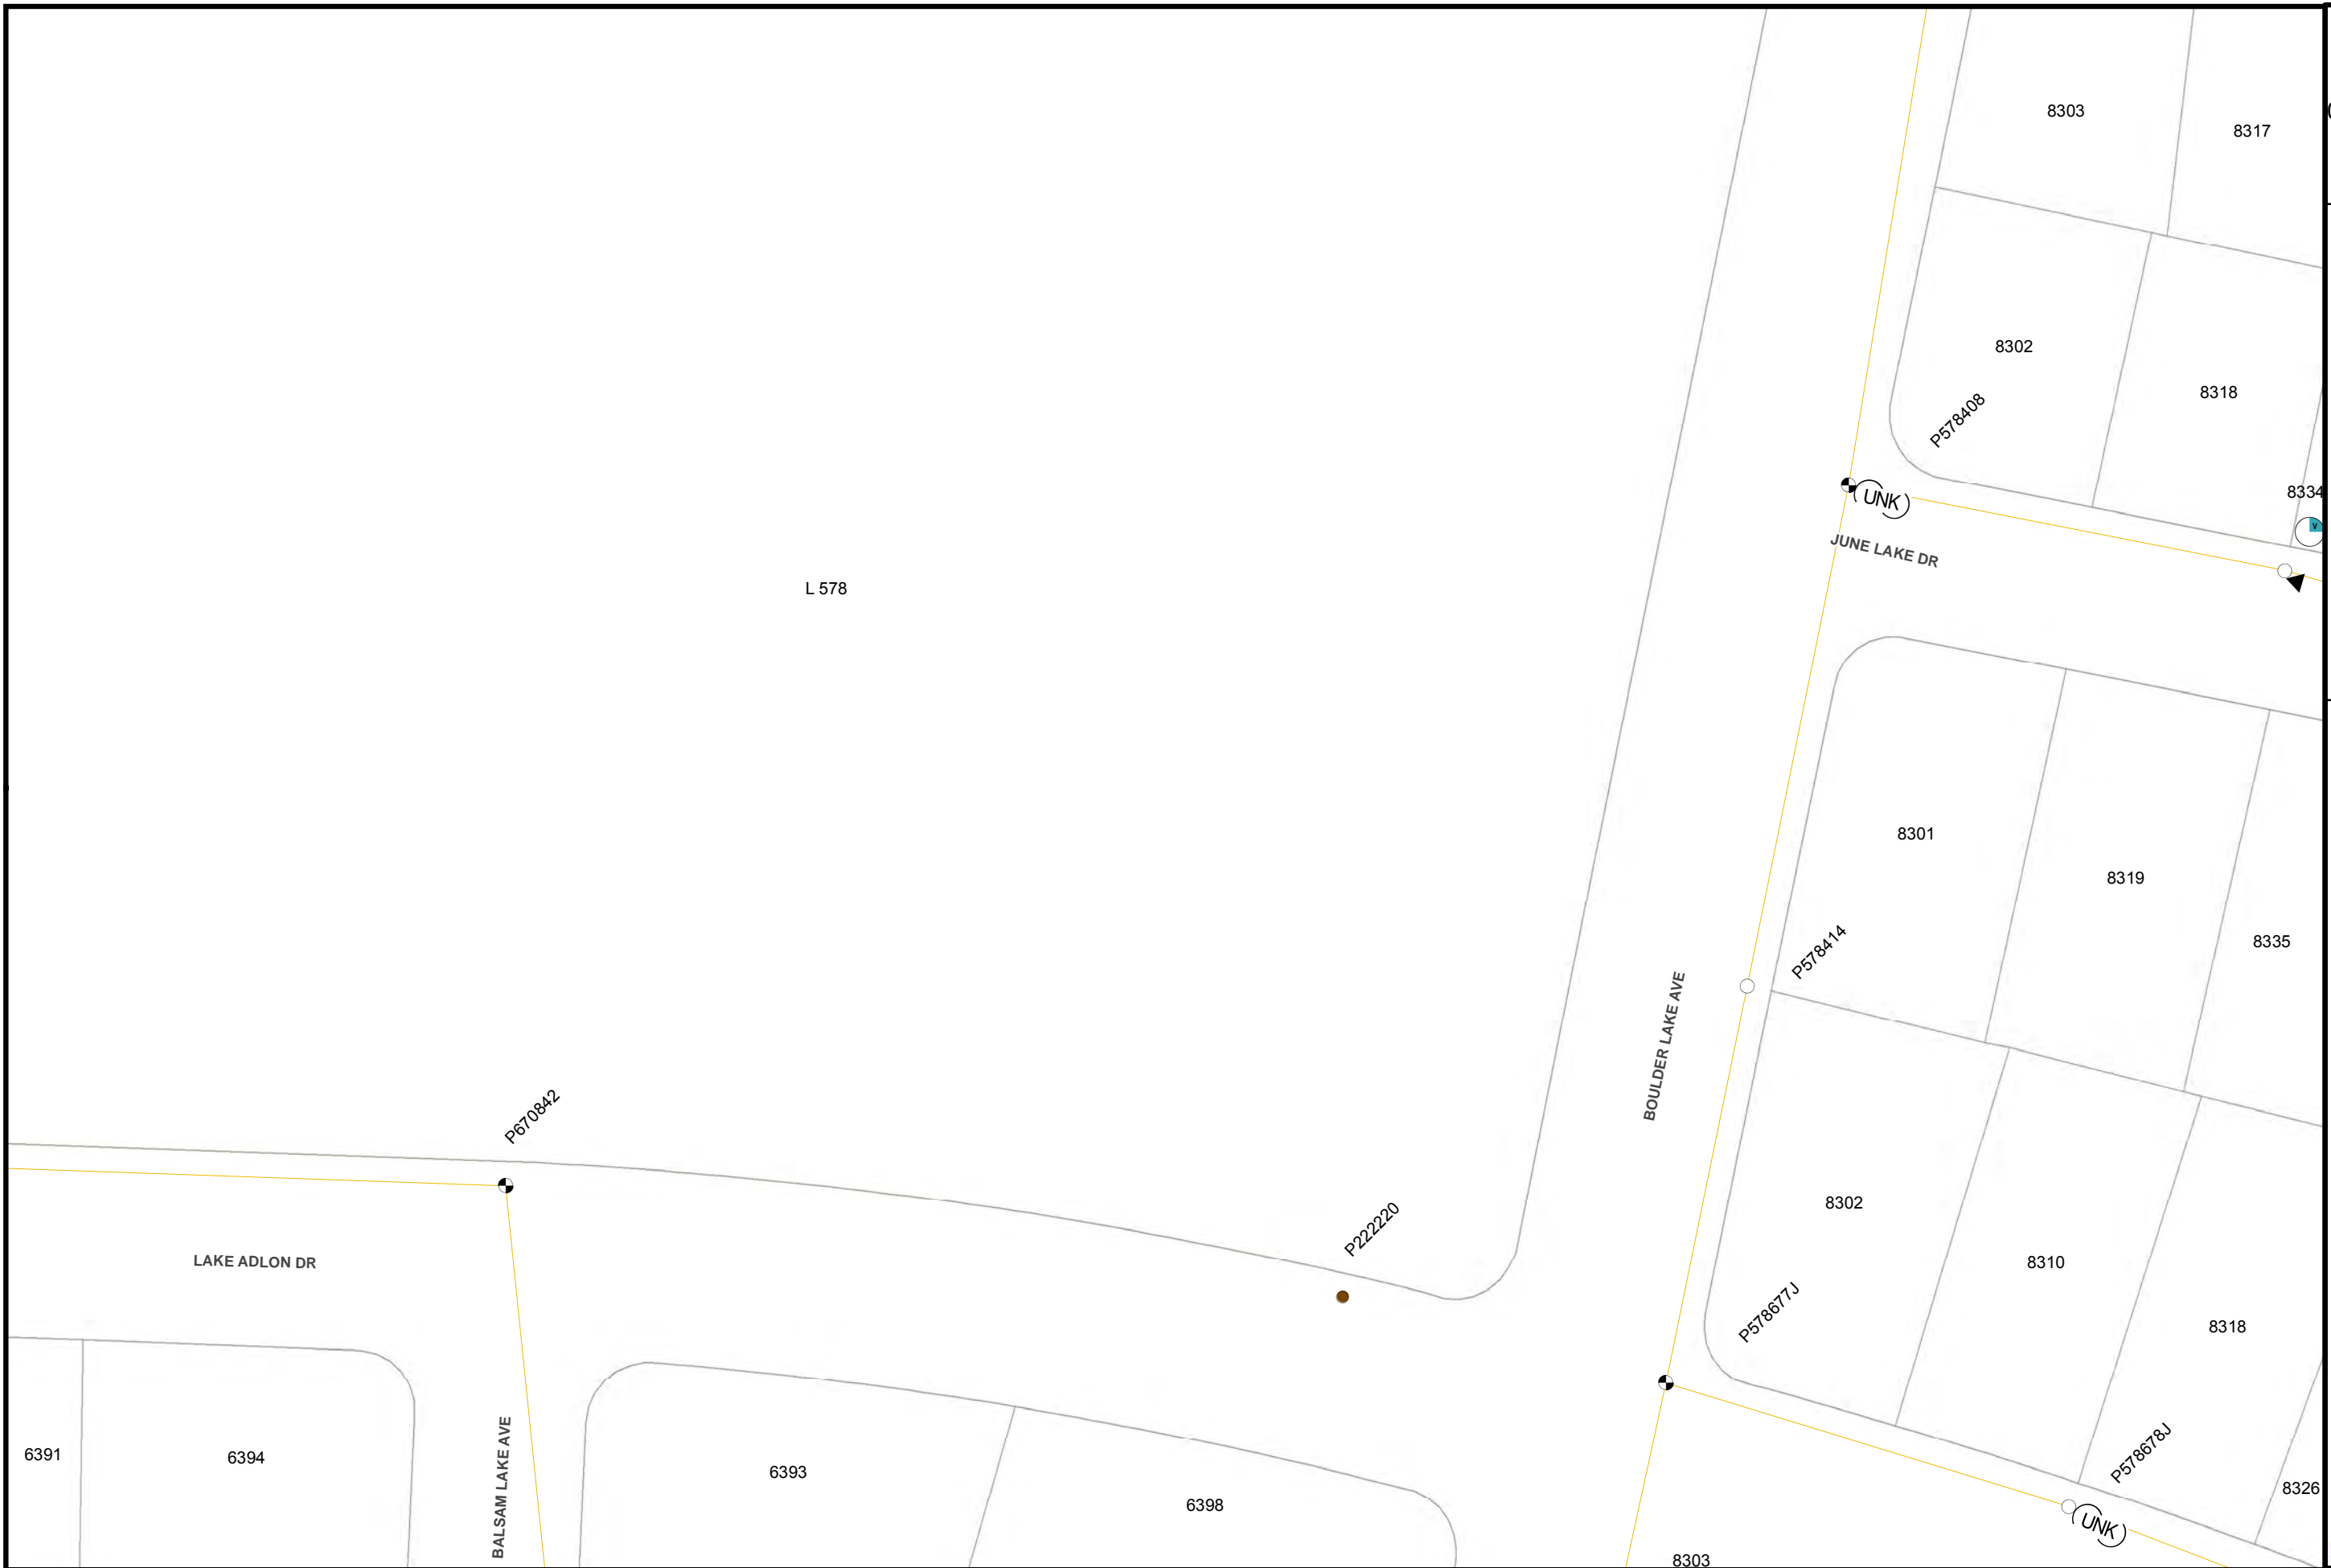 8303
8317
8302
8318
P578408
8334
UNK
V
JUNE LAKE DR
L 578
8301
8319
8335
P578414
BOULDER LAKE AVE
P670842
8302
P222220
LAKE ADLON DR
8310
P578677J
8318
6391
6394
BALSAM LAKE AVE
6393
6398
P578678J
8326
UNK
8303